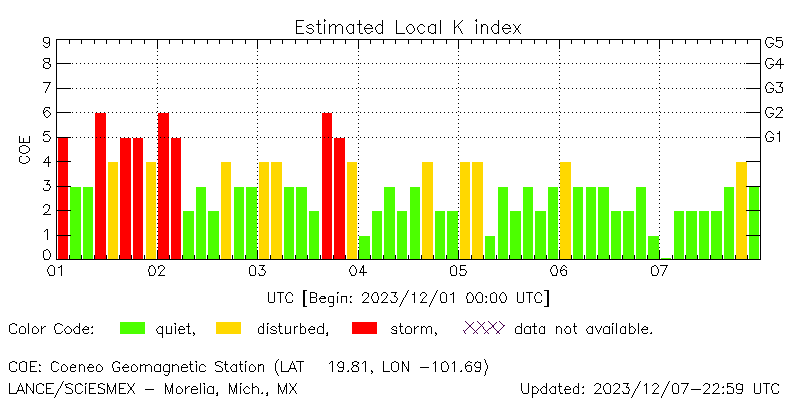 Estimated Local K index
9 G5
8 G4
7 G3
6 G2
5 G1
4
3
2
1
0
COE
01 02 03 04 05 06 07
UTC [Begin: 2023/12/01 00:00 UTC]
Color Code: quiet, disturbed, storm, data not available.
COE: Coeneo Geomagnetic Station (LAT 19.81, LON -101.69)
LANCE/SCiESMEX - Morelia, Mich., MX Updated: 2023/12/07-22:59 UTC